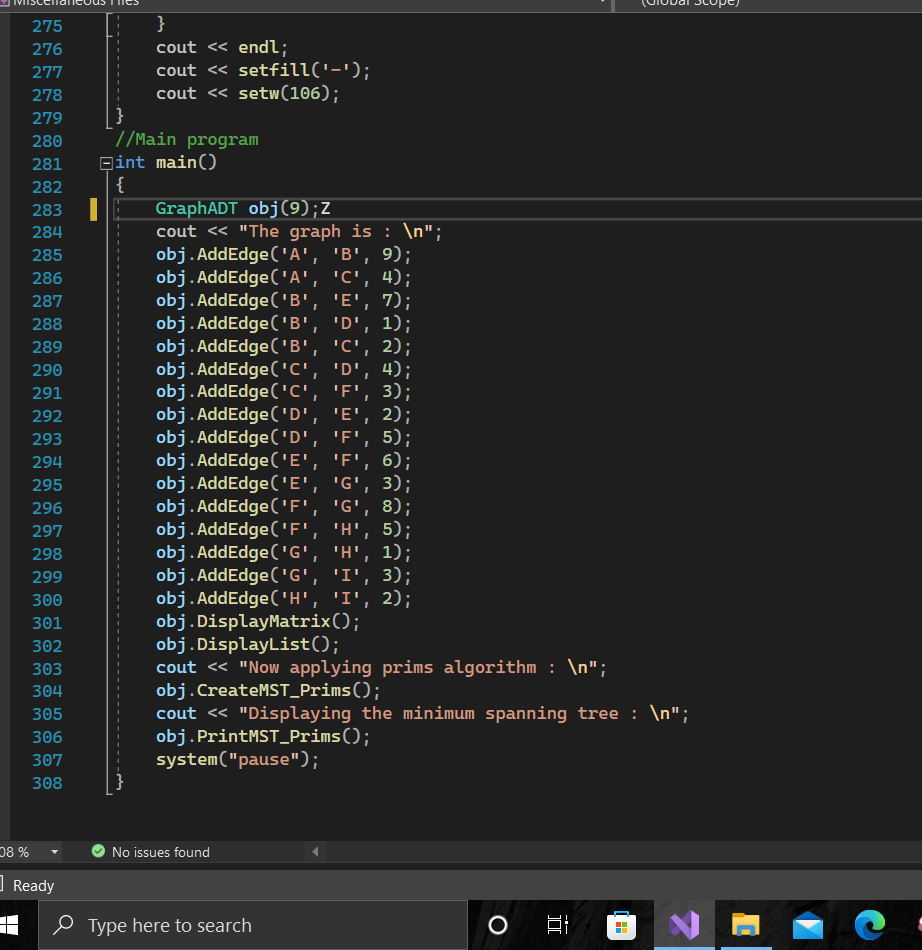 Miscellaneous Files (Global Scope)
275 }
276 cout << endl;
277 cout << setfill('-');
278 cout << setw(106);
279 }
280 //Main program
281 int main()
282 {
283 GraphADT obj(9);Z
284 cout << "The graph is : \n";
285 obj.AddEdge('A', 'B', 9);
286 obj.AddEdge('A', 'C', 4);
287 obj.AddEdge('B', 'E', 7);
288 obj.AddEdge('B', 'D', 1);
289 obj.AddEdge('B', 'C', 2);
290 obj.AddEdge('C', 'D', 4);
291 obj.AddEdge('C', 'F', 3);
292 obj.AddEdge('D', 'E', 2);
293 obj.AddEdge('D', 'F', 5);
294 obj.AddEdge('E', 'F', 6);
295 obj.AddEdge('E', 'G', 3);
296 obj.AddEdge('F', 'G', 8);
297 obj.AddEdge('F', 'H', 5);
298 obj.AddEdge('G', 'H', 1);
299 obj.AddEdge('G', 'I', 3);
300 obj.AddEdge('H', 'I', 2);
301 obj.DisplayMatrix();
302 obj.DisplayList();
303 cout << "Now applying prims algorithm : \n";
304 obj.CreateMST_Prims();
305 cout << "Displaying the minimum spanning tree : \n";
306 obj.PrintMST_Prims();
307 system("pause");
308 }
08 % No issues found
Ready
Type here to search